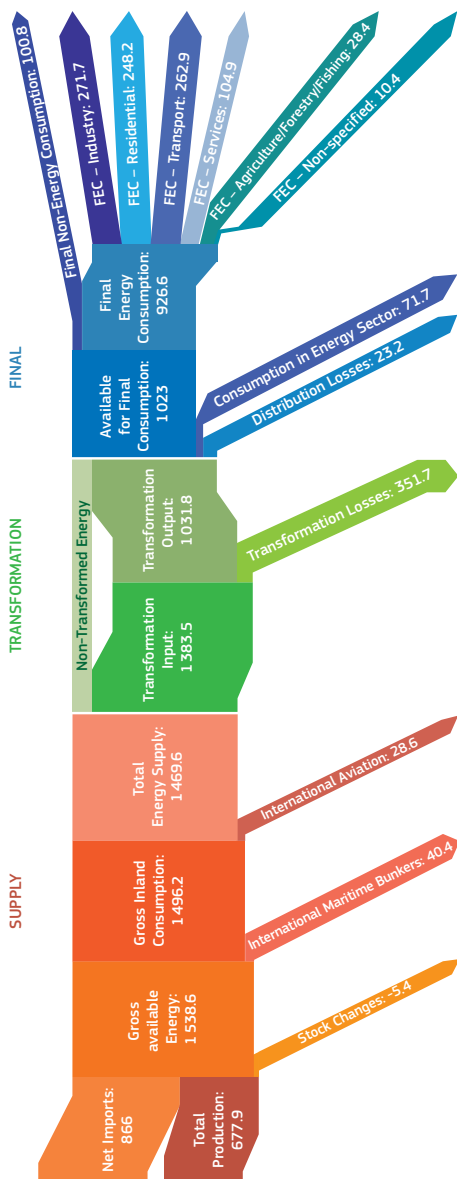 SUPPLY
TRANSFORMATION
FINAL
Net Imports:
866
Total
Production:
677.9
Gross
available
Energy:
1 538.6
Stock Changes: -5.4
Gross Inland
Consumption:
1 496.2
International Maritime Bunkers: 40.4
Total
Energy Supply:
1 469.6
International Aviation: 28.6
Non-Transformed Energy
Transformation
Input:
1 383.5
Transformation
Output:
1 031.8
Transformation Losses: 351.7
Available
for Final
Consumption:
1 023
Distribution Losses: 23.2
Consumption in Energy Sector: 71.7
Final
Energy
Consumption:
926.6
Final Non-Energy Consumption: 100.8
FEC – Industry: 271.7
FEC – Residential: 248.2
FEC – Transport: 262.9
FEC – Services: 104.9
FEC – Agriculture/Forestry/Fishing: 28.4
FEC – Non-specified: 10.4